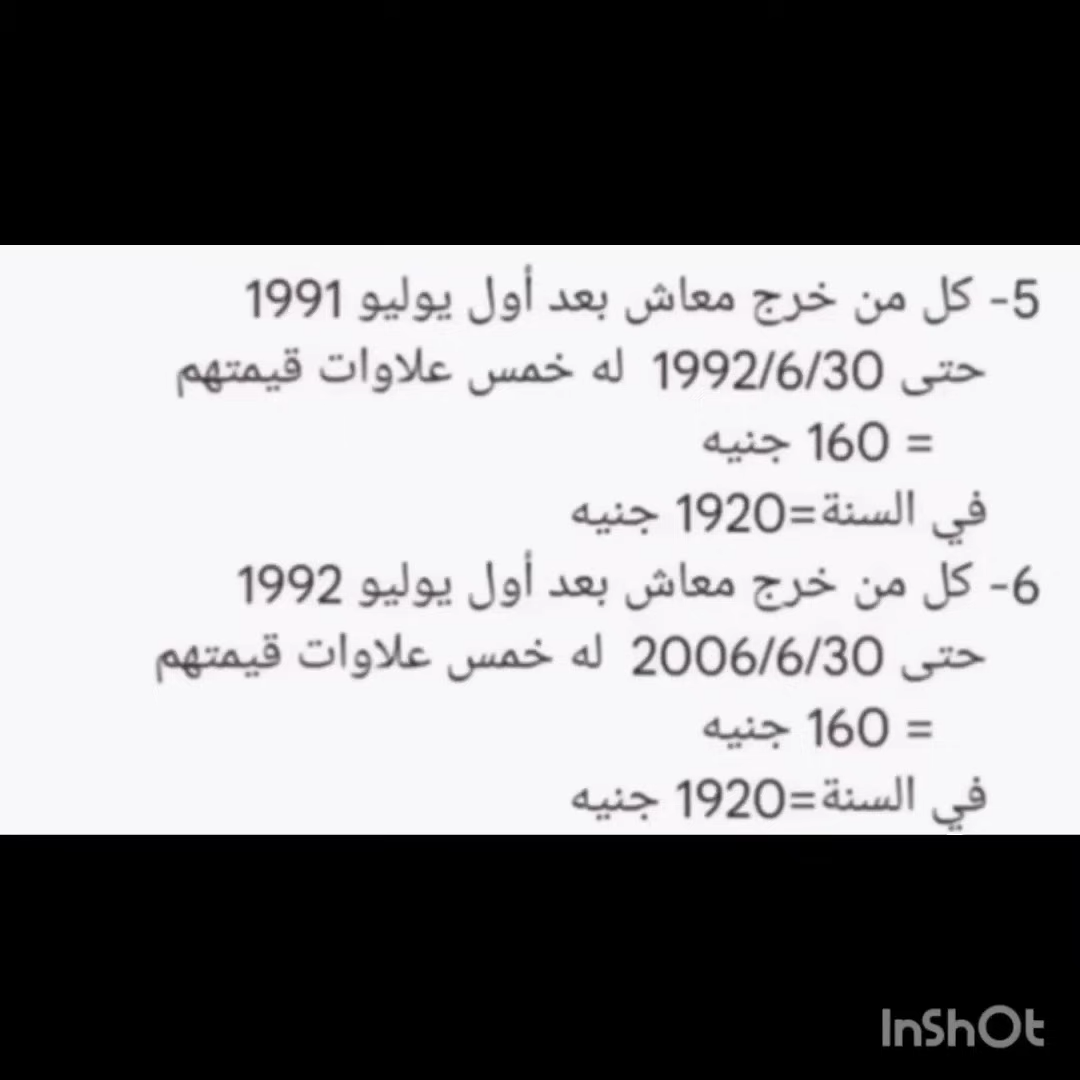 5- كل من خرج معاش بعد أول يوليو 1991
حتى 1992/6/30 له خمس علاوات قيمتهم
= 160 جنيه
في السنة=1920 جنيه
6- كل من خرج معاش بعد أول يوليو 1992
حتى 2006/6/30 له خمس علاوات قيمتهم
= 160 جنيه
في السنة=1920 جنيه
InShOt